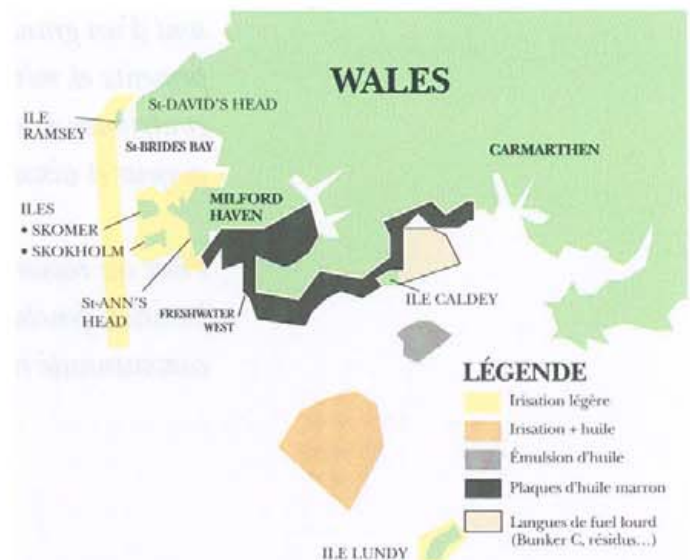 WALES
St-DAVID'S HEAD
ILE
RAMSEY
St-BRIDES BAY
CARMARTHEN
ILES
• SKOMER
• SKOKHOLM
MILFORD
HAVEN
St-ANN'S
HEAD
FRESHWATER
WEST
ILE CALDEY
LÉGENDE
Irisation légère
Irisation + huile
Émulsion d'huile
Plaques d'huile marron
Langues de fuel lourd
(Bunker C, résidus...)
ILE LUNDY